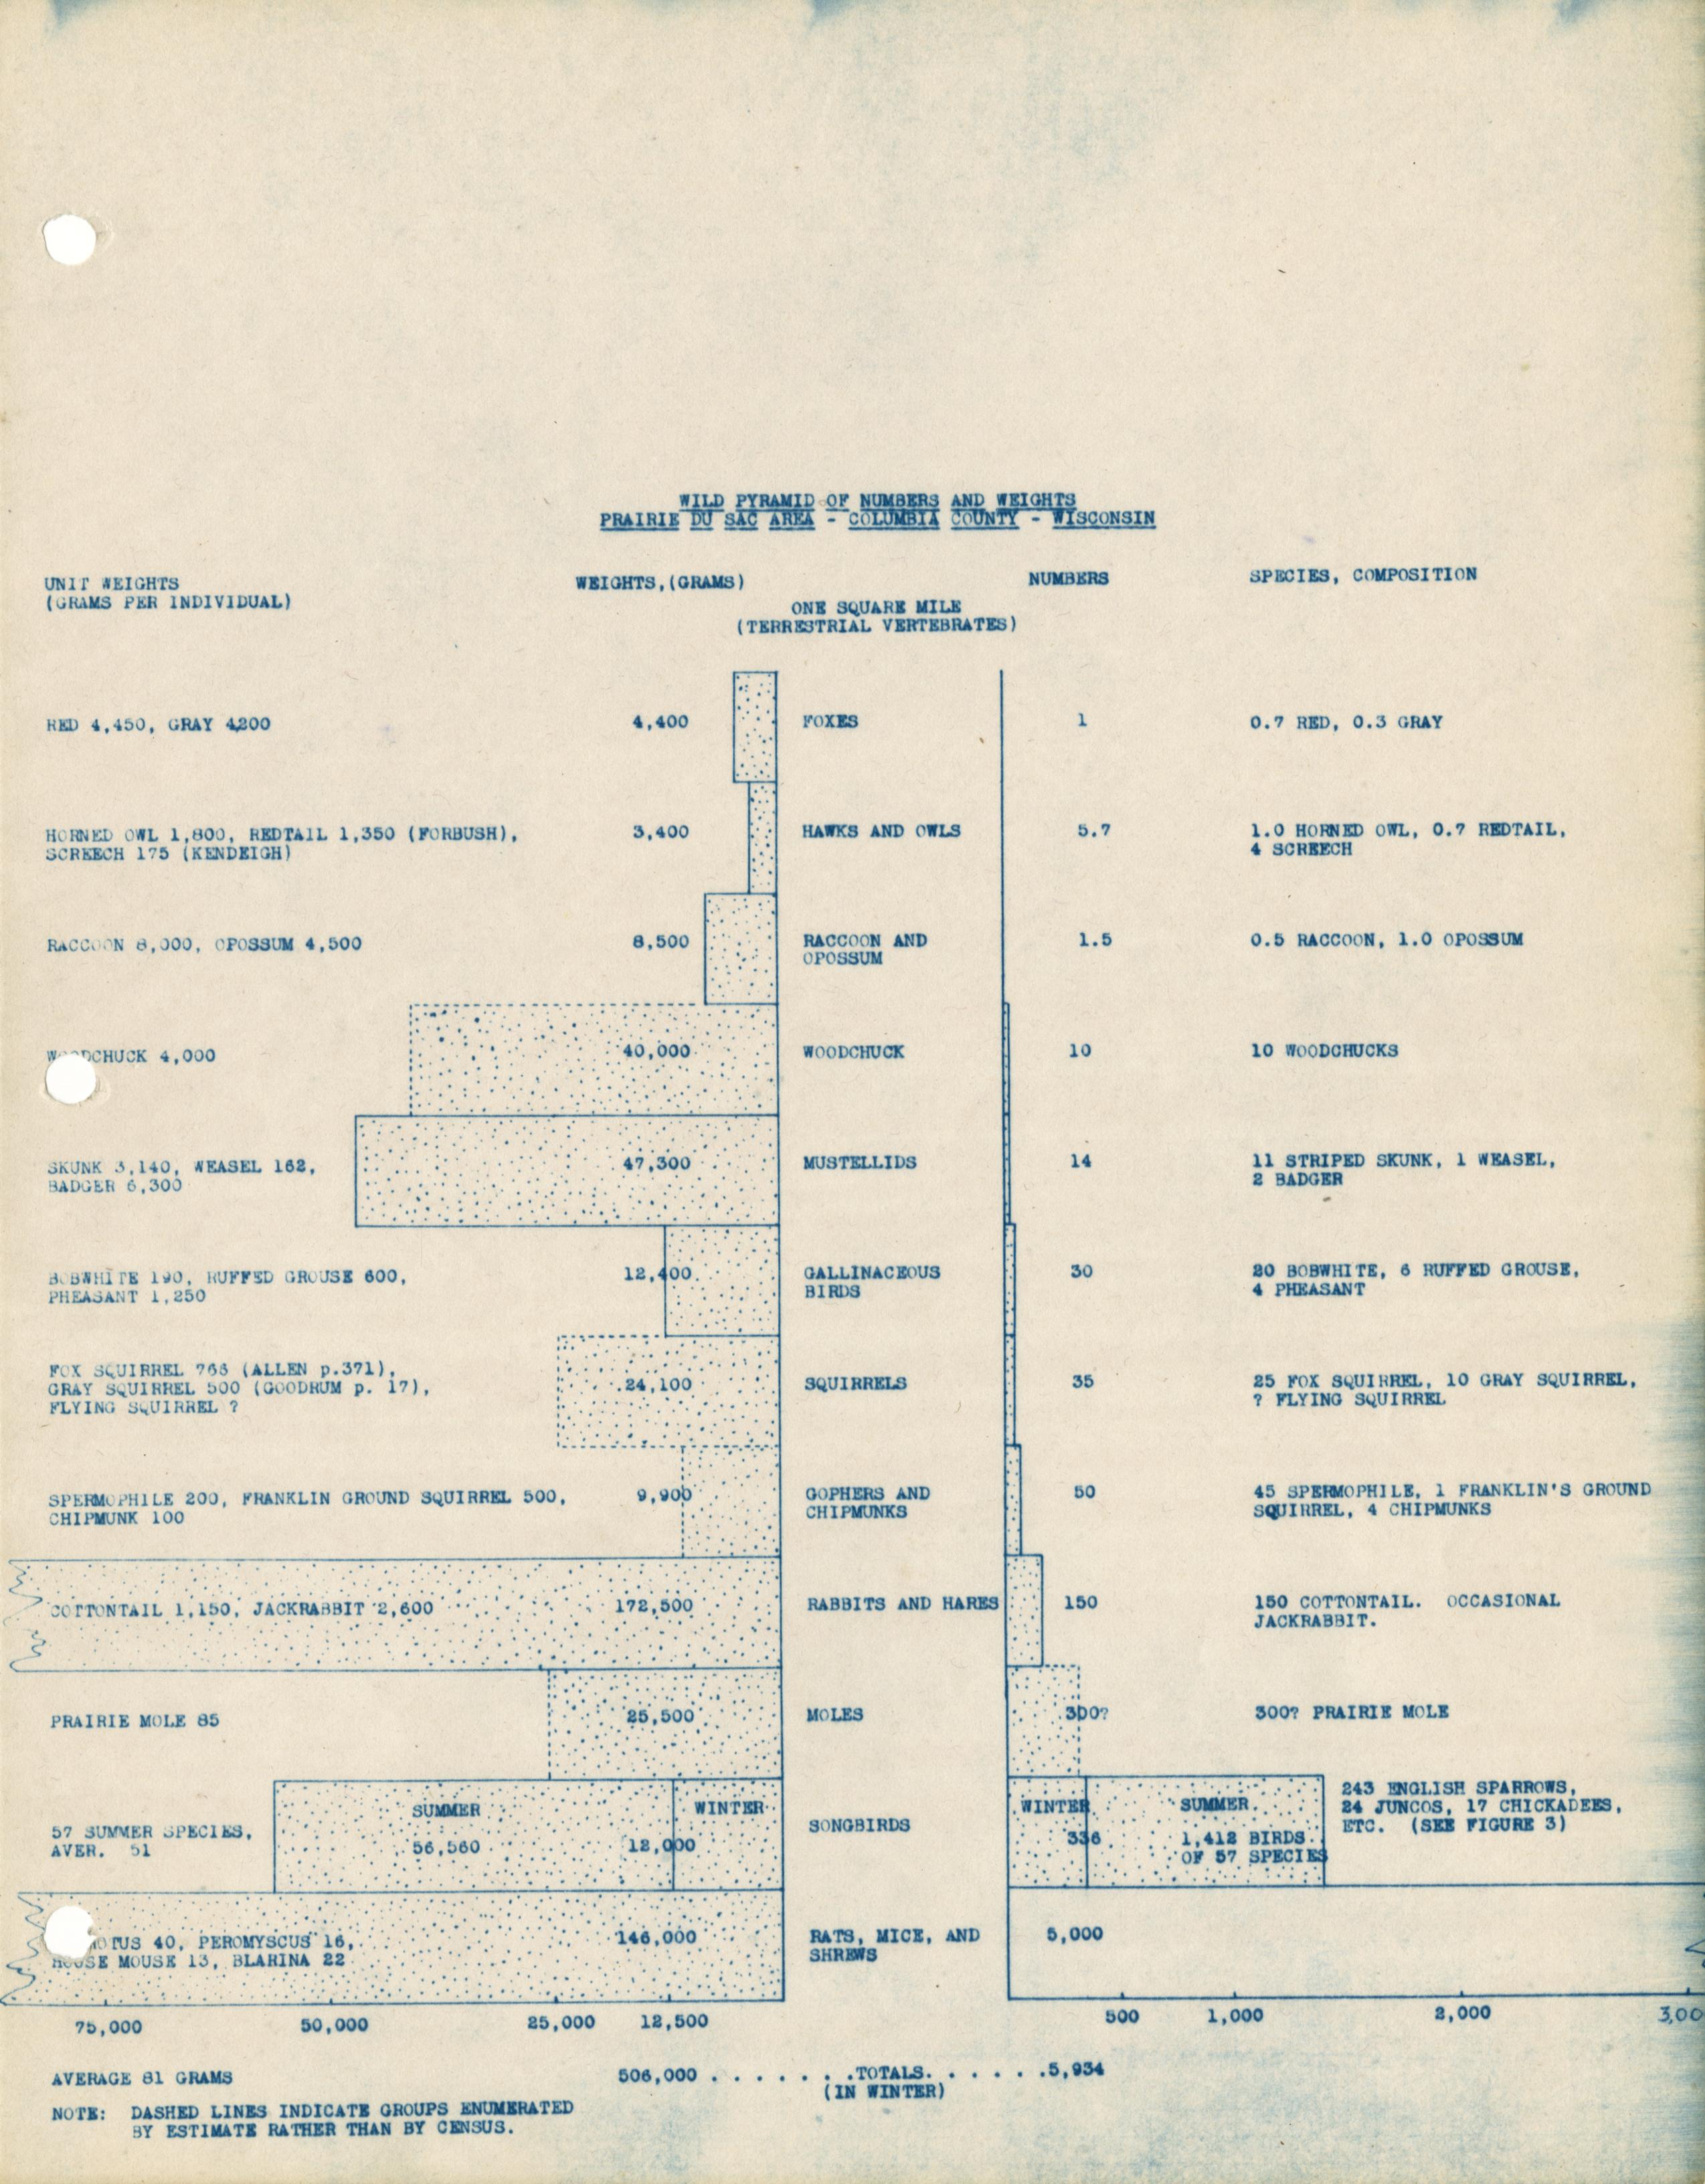 WILD PYRAMID OF NUMBERS AND WEIGHTS
PRAIRIE DU SAC AREA - COLUMBIA COUNTY - WISCONSIN
UNIT WEIGHTS
(GRAMS PER INDIVIDUAL)
WEIGHTS, (GRAMS)
NUMBERS
SPECIES, COMPOSITION
ONE SQUARE MILE
(TERRESTRIAL VERTEBRATES)
RED 4,450, GRAY 4200
4,400
FOXES
1
0.7 RED, 0.3 GRAY
HORNED OWL 1,800, REDTAIL 1,350 (FORBUSH),
SCREECH 175 (KENDEIGH)
3,400
HAWKS AND OWLS
5.7
1.0 HORNED OWL, 0.7 REDTAIL,
4 SCREECH
RACCOON 8,000, OPOSSUM 4,500
8,500
RACCOON AND
OPOSSUM
1.5
0.5 RACCOON, 1.0 OPOSSUM
WOODCHUCK 4,000
40,000
WOODCHUCK
10
10 WOODCHUCKS
SKUNK 3,140, WEASEL 162,
BADGER 6,300
47,300
MUSTELLIDS
14
11 STRIPED SKUNK, 1 WEASEL,
2 BADGER
BOBWHITE 190, RUFFED GROUSE 600,
PHEASANT 1,250
12,400
GALLINACEOUS
BIRDS
30
20 BOBWHITE, 6 RUFFED GROUSE,
4 PHEASANT
FOX SQUIRREL 766 (ALLEN p.371),
GRAY SQUIRREL 500 (GOODRUM p. 17),
FLYING SQUIRREL ?
24,100
SQUIRRELS
35
25 FOX SQUIRREL, 10 GRAY SQUIRREL,
? FLYING SQUIRREL
SPERMOPHILE 200, FRANKLIN GROUND SQUIRREL 500,
CHIPMUNK 100
9,900
GOPHERS AND
CHIPMUNKS
50
45 SPERMOPHILE, 1 FRANKLIN'S GROUND
SQUIRREL, 4 CHIPMUNKS
COTTONTAIL 1,150, JACKRABBIT 2,600
172,500
RABBITS AND HARES
150
150 COTTONTAIL. OCCASIONAL
JACKRABBIT.
PRAIRIE MOLE 85
25,500
MOLES
300?
300? PRAIRIE MOLE
57 SUMMER SPECIES,
AVER. 51
SUMMER
56,560
WINTER
12,000
SONGBIRDS
WINTER
336
SUMMER
1,412 BIRDS
OF 57 SPECIES
243 ENGLISH SPARROWS,
24 JUNCOS, 17 CHICKADEES,
ETC. (SEE FIGURE 3)
OTUS 40, PEROMYSCUS 16,
HOUSE MOUSE 13, BLARINA 22
146,000
RATS, MICE, AND
SHREWS
5,000
75,000 50,000 25,000 12,500
500 1,000 2,000 3,00
AVERAGE 81 GRAMS
506,000 . . . . . . .TOTALS. . . . . .5,934
(IN WINTER)
NOTE: DASHED LINES INDICATE GROUPS ENUMERATED
BY ESTIMATE RATHER THAN BY CENSUS.